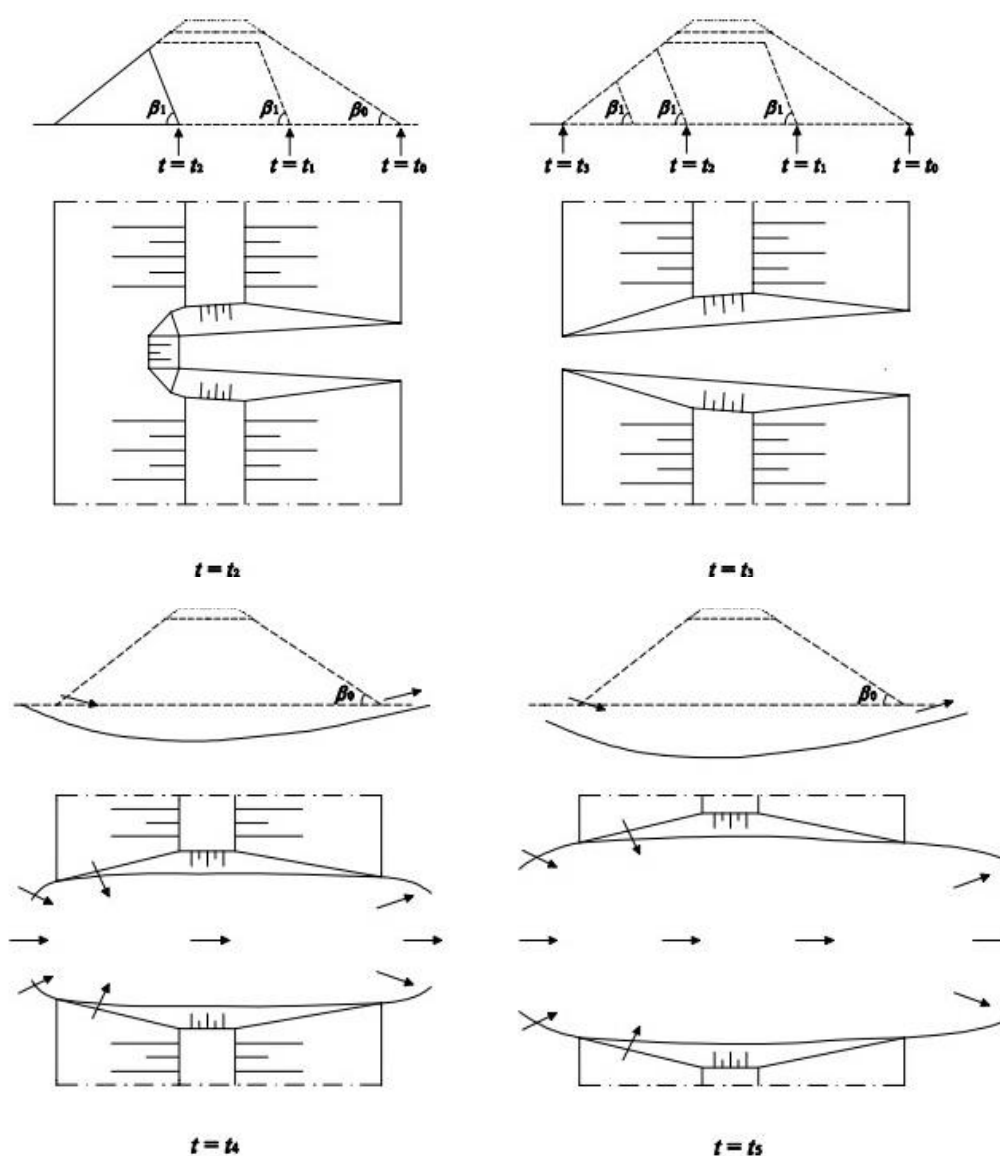 β₁ β₁ β₀
t = t₂ t = t₁ t = t₀
β₁ β₁ β₁
t = t₃ t = t₂ t = t₁ t = t₀
t = t₂
t = t₃
β₀
β₀
t = t₄
t = t₅